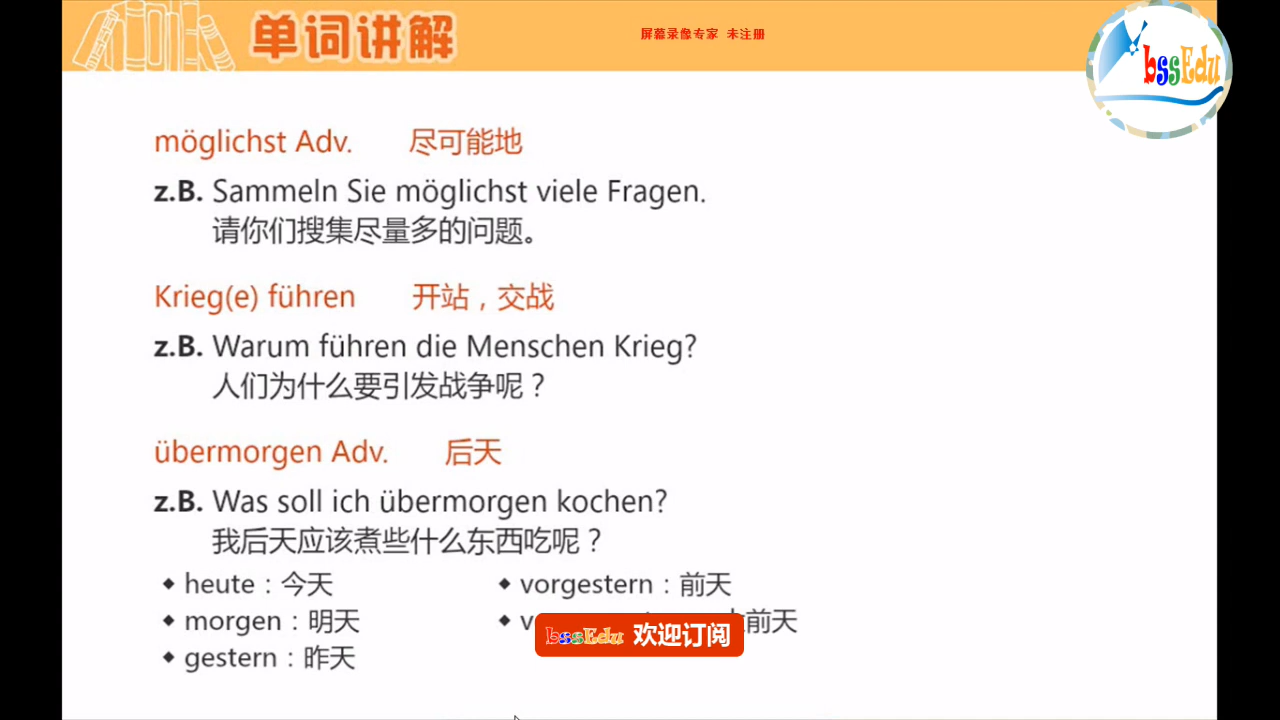 单词讲解
屏幕录像专家 未注册
bssEdu
möglichst Adv. 尽可能地
z.B. Sammeln Sie möglichst viele Fragen.
请你们搜集尽量多的问题。
Krieg(e) führen 开站，交战
z.B. Warum führen die Menschen Krieg?
人们为什么要引发战争呢？
übermorgen Adv. 后天
z.B. Was soll ich übermorgen kochen?
我后天应该煮些什么东西吃呢？
◆ heute：今天 ◆ vorgestern：前天
◆ morgen：明天 ◆ 前天
bssEdu 欢迎订阅
◆ gestern：昨天